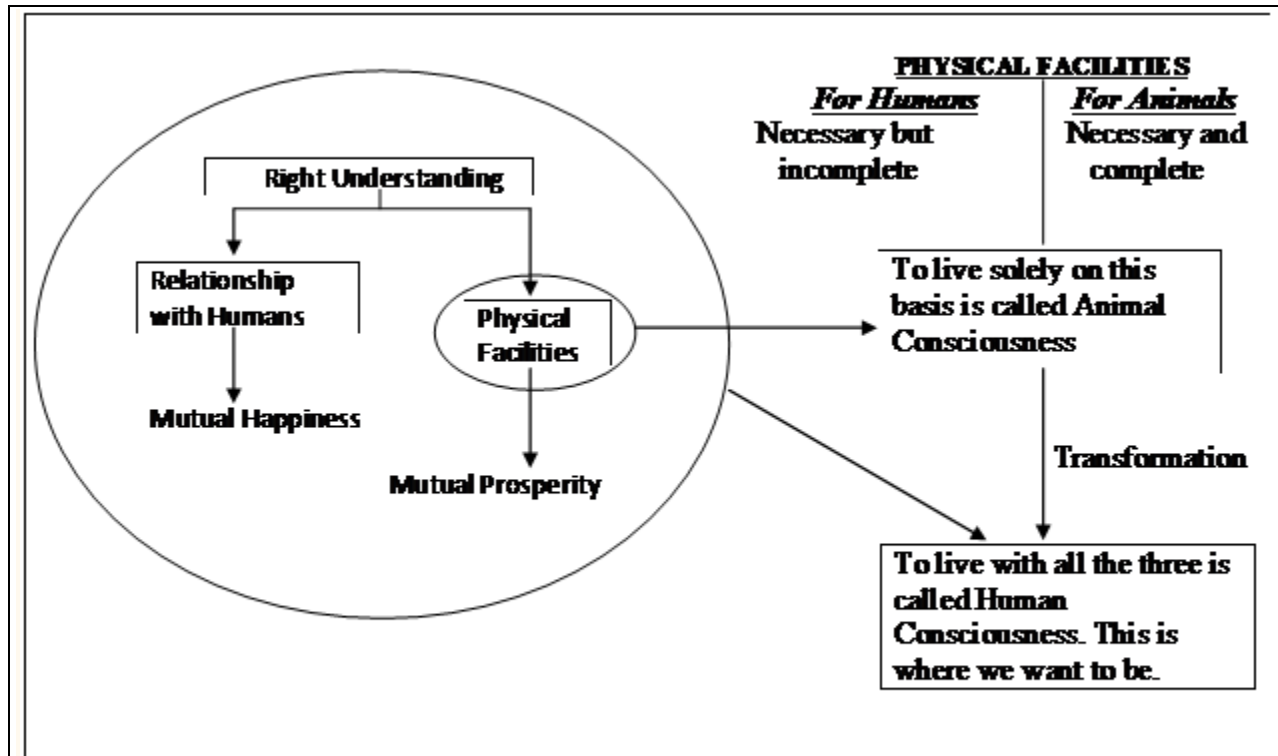 Right Understanding
Relationship
with Humans
Physical
Facilities
Mutual Happiness
Mutual Prosperity
PHYSICAL FACILITIES
For Humans
Necessary but
incomplete
For Animals
Necessary and
complete
To live solely on this
basis is called Animal
Consciousness
Transformation
To live with all the three is
called Human
Consciousness. This is
where we want to be.